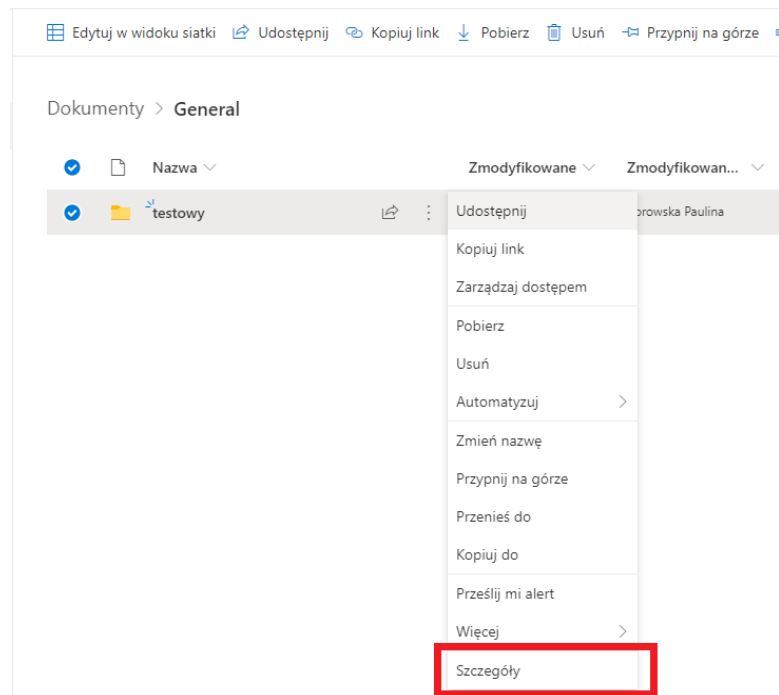 Edytuj w widoku siatki Udostępnij Kopiuj link Pobierz Usuń Przypnij na górze
Dokumenty > General
Nazwa Zmodyfikowane Zmodyfikowan...
testowy Paulina
Udostępnij
Kopiuj link
Zarządzaj dostępem
Pobierz
Usuń
Automatyzuj
Zmień nazwę
Przypnij na górze
Przenieś do
Kopiuj do
Prześlij mi alert
Więcej
Szczegóły